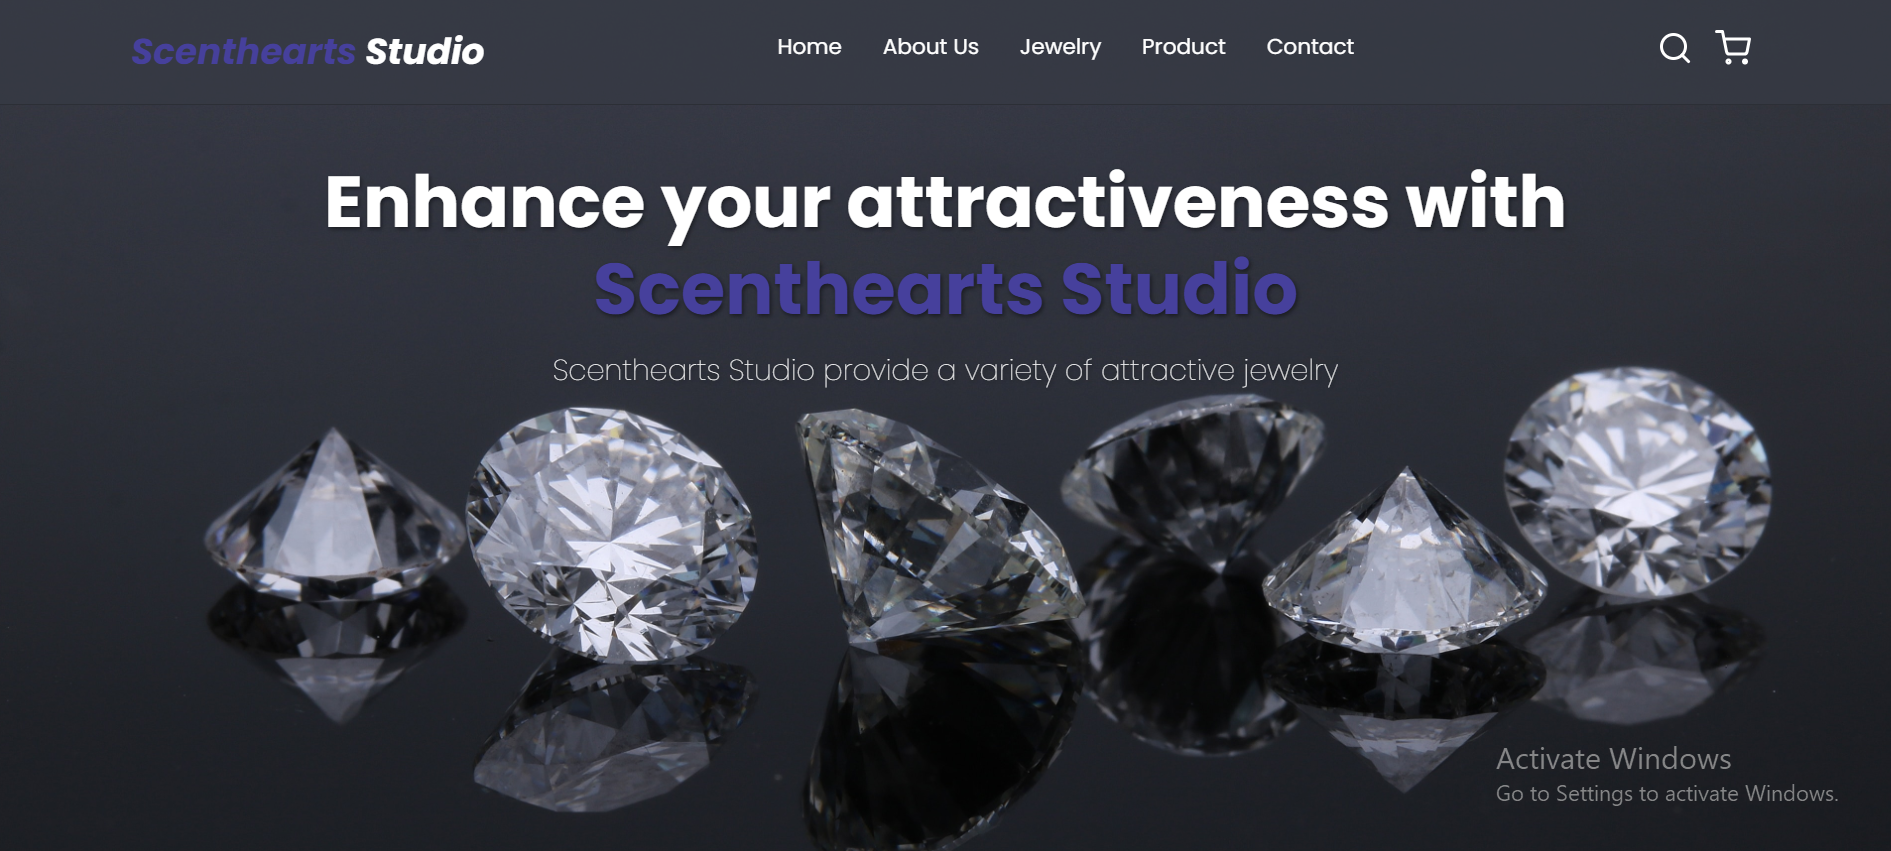 Scenthearts Studio
Home About Us Jewelry Product Contact
Enhance your attractiveness with
Scenthearts Studio
Scenthearts Studio provide a variety of attractive jewelry
Activate Windows
Go to Settings to activate Windows.